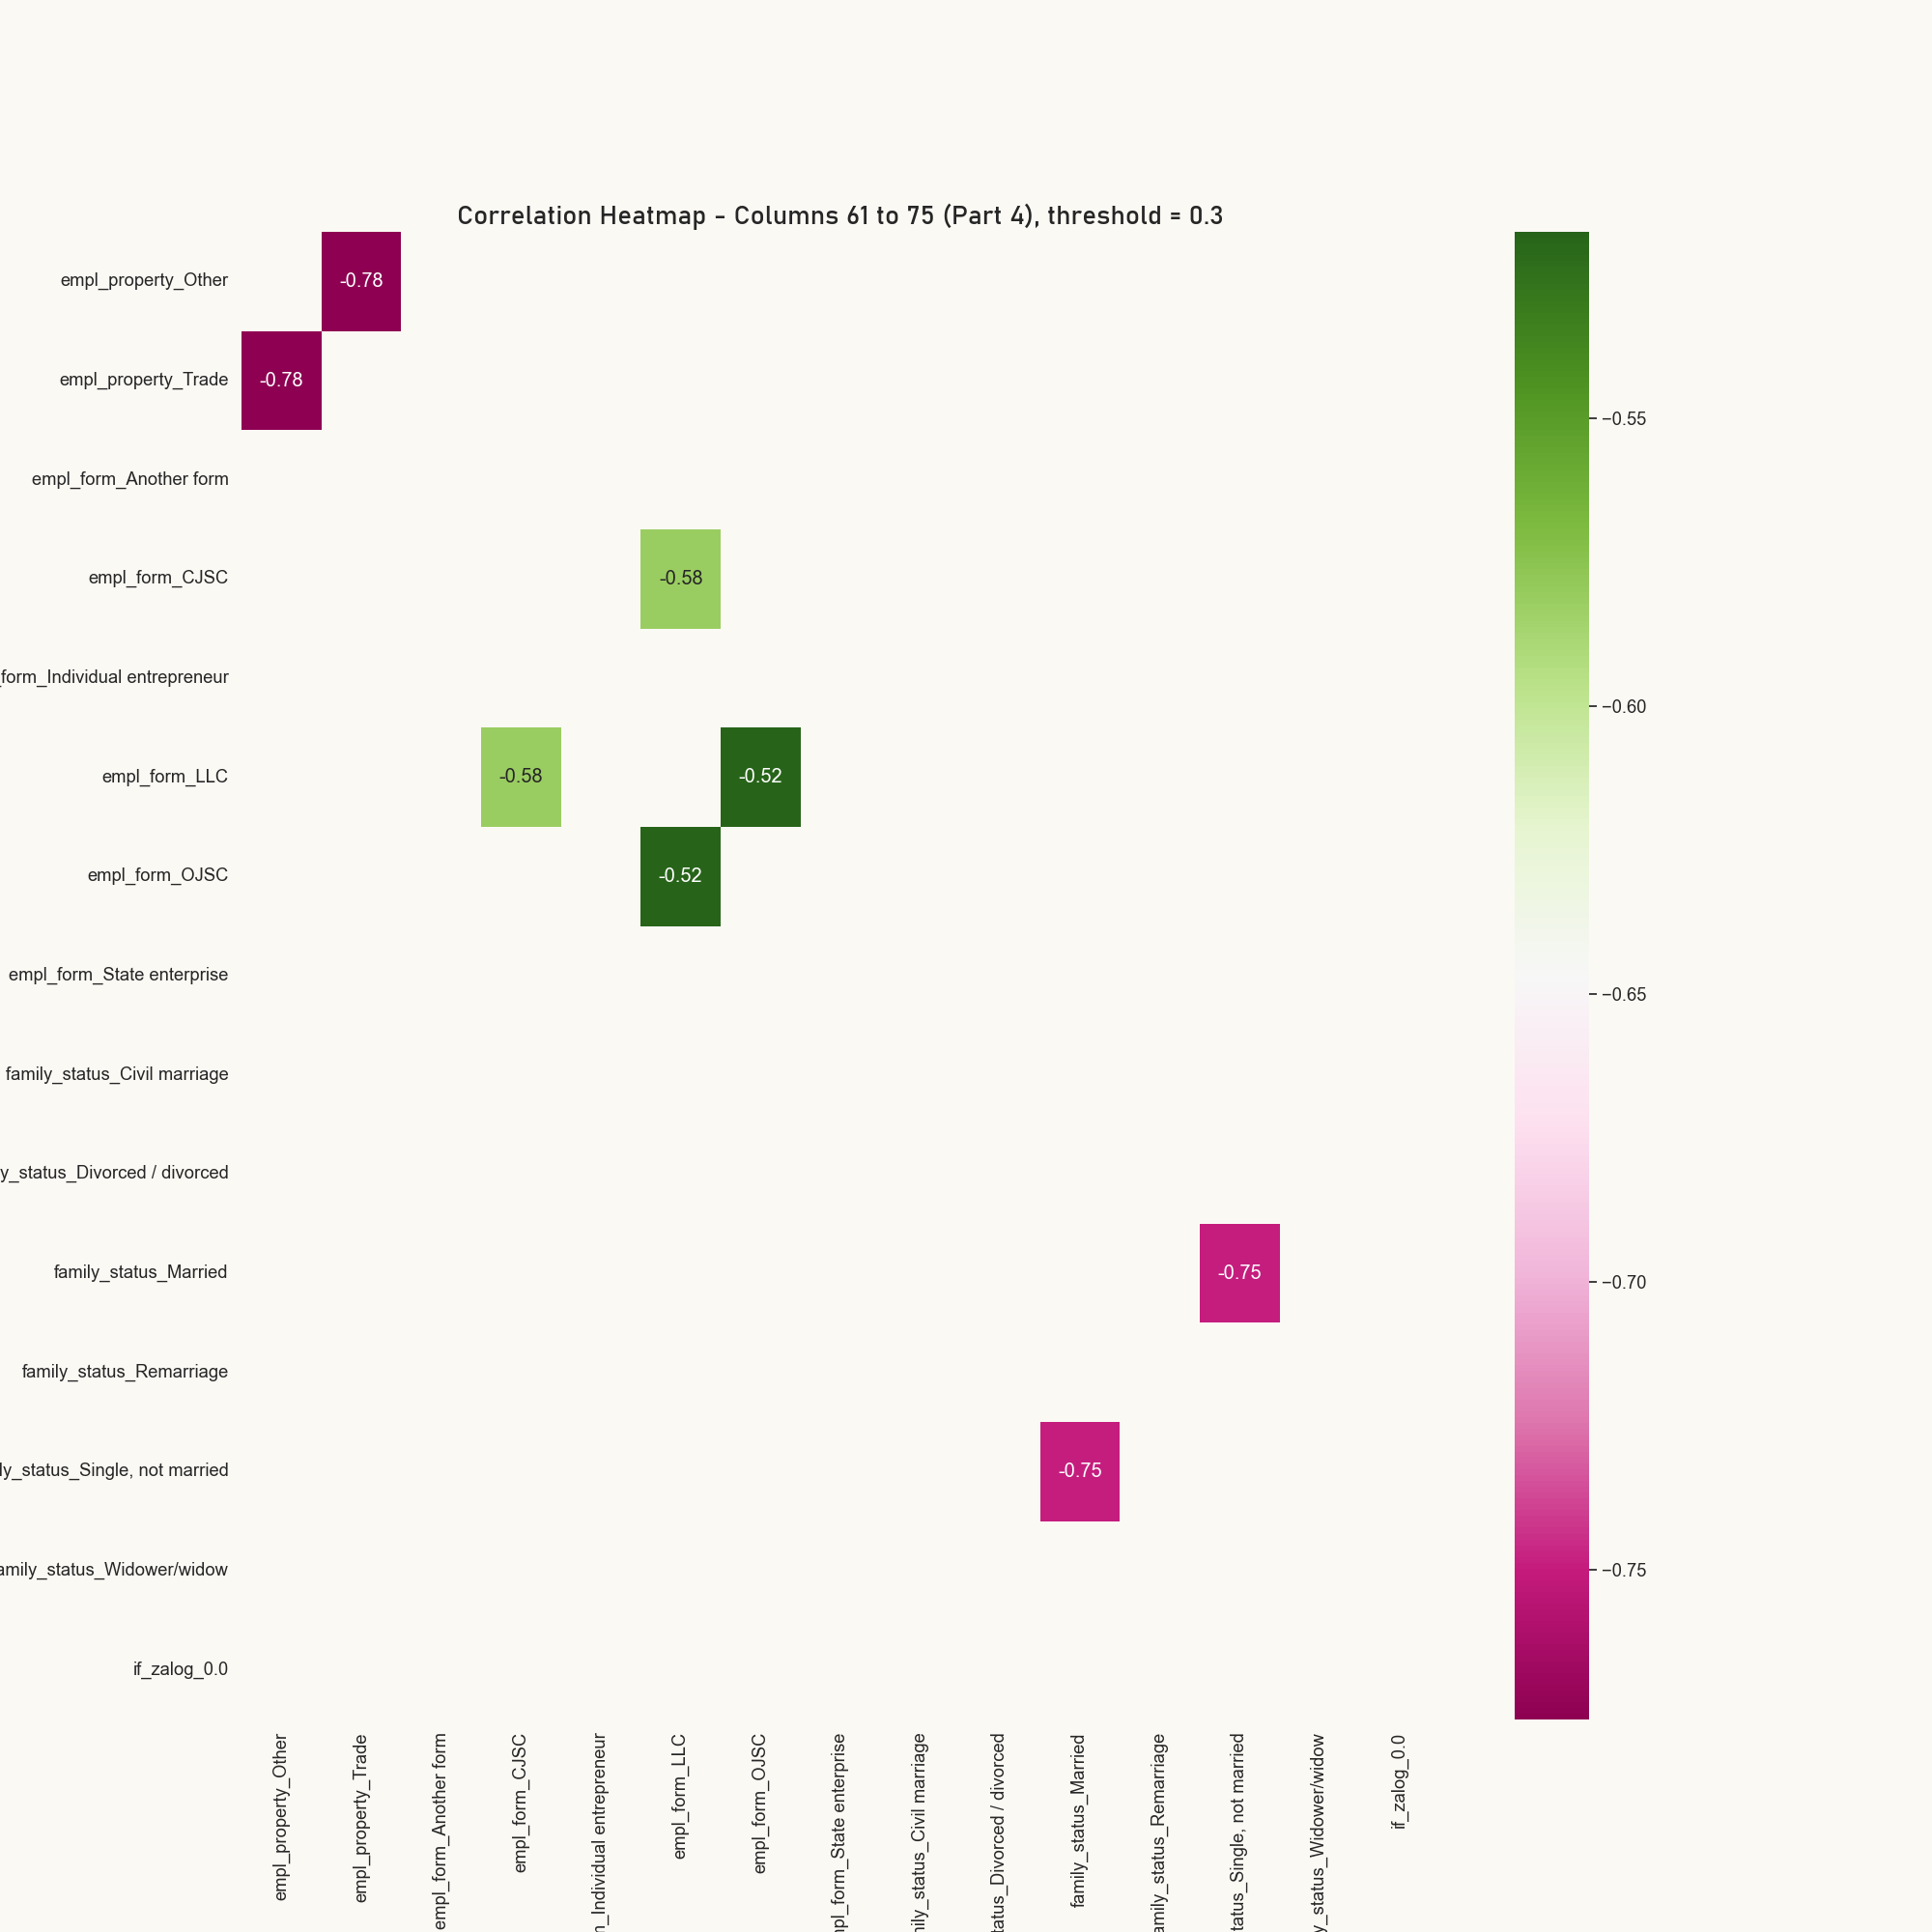 Correlation Heatmap - Columns 61 to 75 (Part 4), threshold = 0.3
empl_property_Other
-0.78
empl_property_Trade
-0.78
−0.55
empl_form_Another form
empl_form_CJSC
-0.58
form_Individual entrepreneur
−0.60
empl_form_LLC
-0.58
-0.52
empl_form_OJSC
-0.52
empl_form_State enterprise
−0.65
family_status_Civil marriage
y_status_Divorced / divorced
family_status_Married
-0.75
−0.70
family_status_Remarriage
ly_status_Single, not married
-0.75
amily_status_Widower/widow
−0.75
if_zalog_0.0
empl_property_Other
empl_property_Trade
empl_form_Another form
empl_form_CJSC
n_Individual entrepreneur
empl_form_LLC
empl_form_OJSC
mpl_form_State enterprise
mily_status_Civil marriage
tatus_Divorced / divorced
family_status_Married
amily_status_Remarriage
tatus_Single, not married
y_status_Widower/widow
if_zalog_0.0